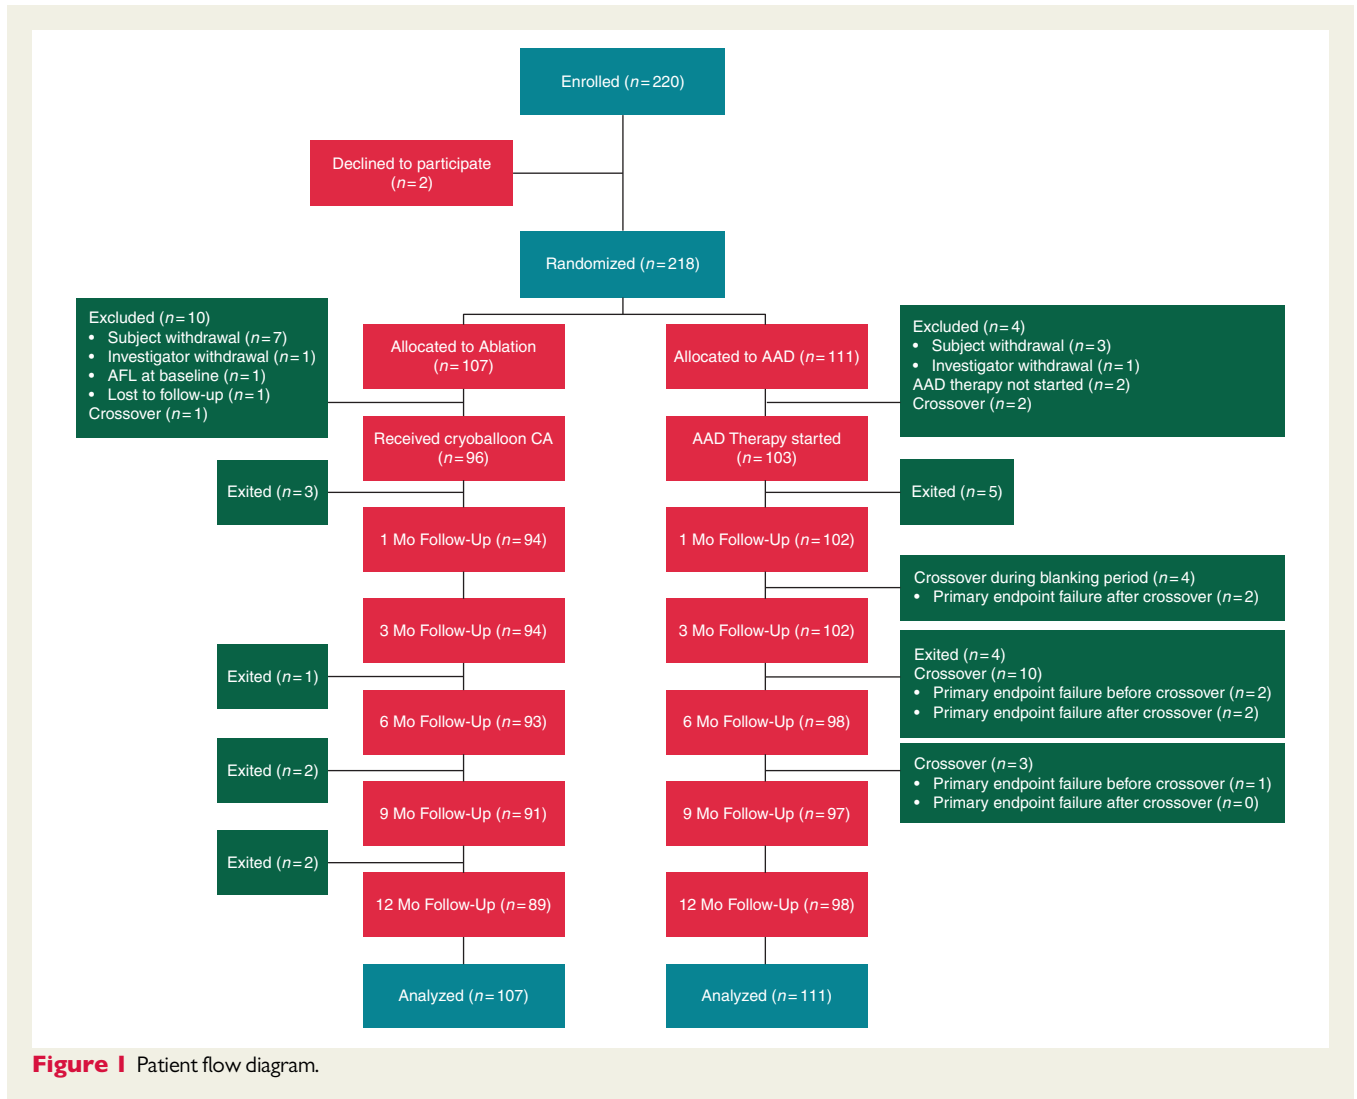 Enrolled (n=220)
Declined to participate
(n=2)
Randomized (n=218)
Excluded (n=10)
• Subject withdrawal (n=7)
• Investigator withdrawal (n=1)
• AFL at baseline (n=1)
• Lost to follow-up (n=1)
Crossover (n=1)
Allocated to Ablation
(n=107)
Allocated to AAD (n=111)
Excluded (n=4)
• Subject withdrawal (n=3)
• Investigator withdrawal (n=1)
AAD therapy not started (n=2)
Crossover (n=2)
Received cryoballoon CA
(n=96)
AAD Therapy started
(n=103)
Exited (n=3)
Exited (n=5)
1 Mo Follow-Up (n=94)
1 Mo Follow-Up (n=102)
Crossover during blanking period (n=4)
• Primary endpoint failure after crossover (n=2)
3 Mo Follow-Up (n=94)
3 Mo Follow-Up (n=102)
Exited (n=1)
Exited (n=4)
Crossover (n=10)
• Primary endpoint failure before crossover (n=2)
• Primary endpoint failure after crossover (n=2)
6 Mo Follow-Up (n=93)
6 Mo Follow-Up (n=98)
Exited (n=2)
Crossover (n=3)
• Primary endpoint failure before crossover (n=1)
• Primary endpoint failure after crossover (n=0)
9 Mo Follow-Up (n=91)
9 Mo Follow-Up (n=97)
Exited (n=2)
12 Mo Follow-Up (n=89)
12 Mo Follow-Up (n=98)
Analyzed (n=107)
Analyzed (n=111)
Figure 1 Patient flow diagram.